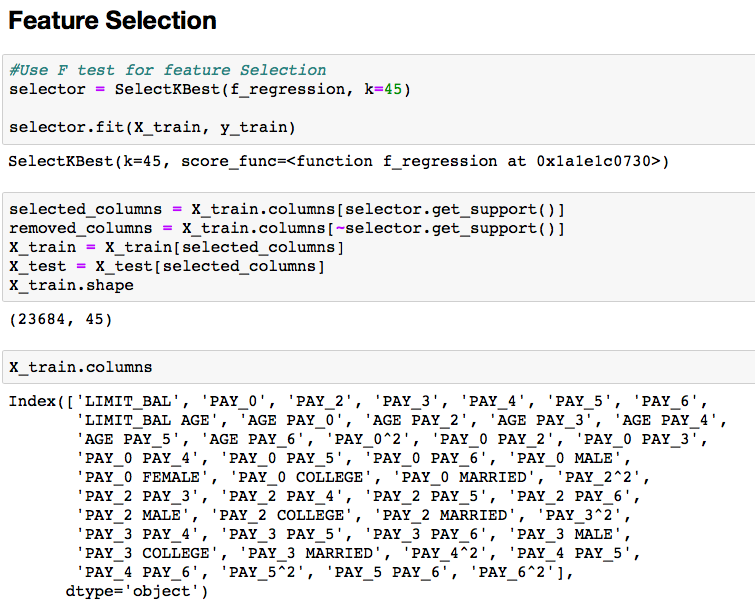 Feature Selection
#Use F test for feature Selection
selector = SelectKBest(f_regression, k=45)
selector.fit(X_train, y_train)
SelectKBest(k=45, score_func=<function f_regression at 0x1a1e1c0730>)
selected_columns = X_train.columns[selector.get_support()]
removed_columns = X_train.columns[~selector.get_support()]
X_train = X_train[selected_columns]
X_test = X_test[selected_columns]
X_train.shape
(23684, 45)
X_train.columns
Index(['LIMIT_BAL', 'PAY_0', 'PAY_2', 'PAY_3', 'PAY_4', 'PAY_5', 'PAY_6',
'LIMIT_BAL AGE', 'AGE PAY_0', 'AGE PAY_2', 'AGE PAY_3', 'AGE PAY_4',
'AGE PAY_5', 'AGE PAY_6', 'PAY_0^2', 'PAY_0 PAY_2', 'PAY_0 PAY_3',
'PAY_0 PAY_4', 'PAY_0 PAY_5', 'PAY_0 PAY_6', 'PAY_0 MALE',
'PAY_0 FEMALE', 'PAY_0 COLLEGE', 'PAY_0 MARRIED', 'PAY_2^2',
'PAY_2 PAY_3', 'PAY_2 PAY_4', 'PAY_2 PAY_5', 'PAY_2 PAY_6',
'PAY_2 MALE', 'PAY_2 COLLEGE', 'PAY_2 MARRIED', 'PAY_3^2',
'PAY_3 PAY_4', 'PAY_3 PAY_5', 'PAY_3 PAY_6', 'PAY_3 MALE',
'PAY_3 COLLEGE', 'PAY_3 MARRIED', 'PAY_4^2', 'PAY_4 PAY_5',
'PAY_4 PAY_6', 'PAY_5^2', 'PAY_5 PAY_6', 'PAY_6^2'],
dtype='object')